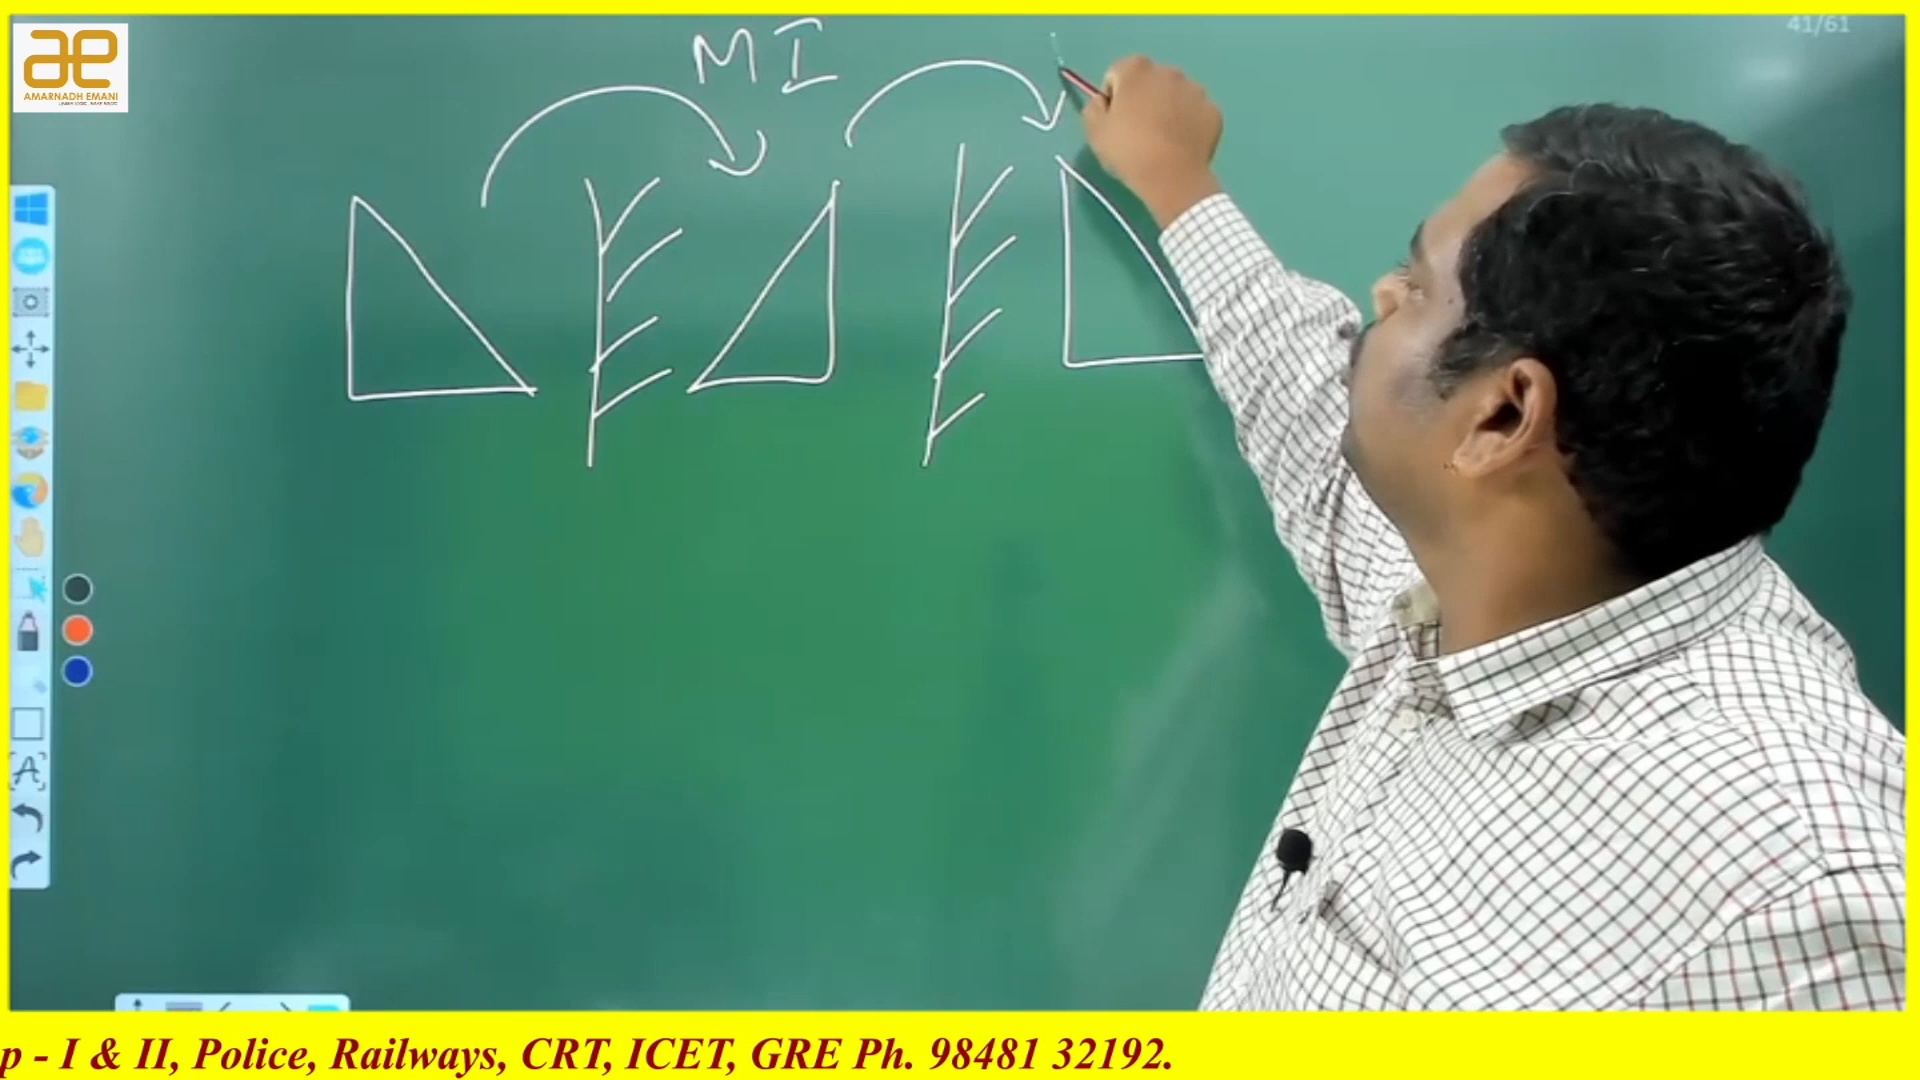 41/61
ae
AMARNADH EMANI
MI
A
p - I & II, Police, Railways, CRT, ICET, GRE Ph. 98481 32192.